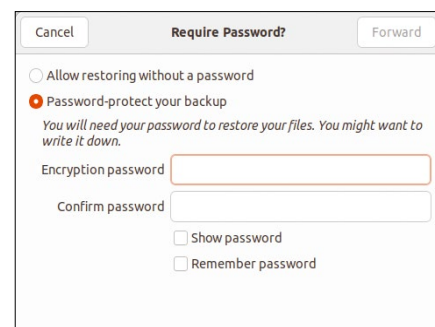 Cancel Require Password? Forward
Allow restoring without a password
Password-protect your backup
You will need your password to restore your files. You might want to
write it down.
Encryption password
Confirm password
Show password
Remember password